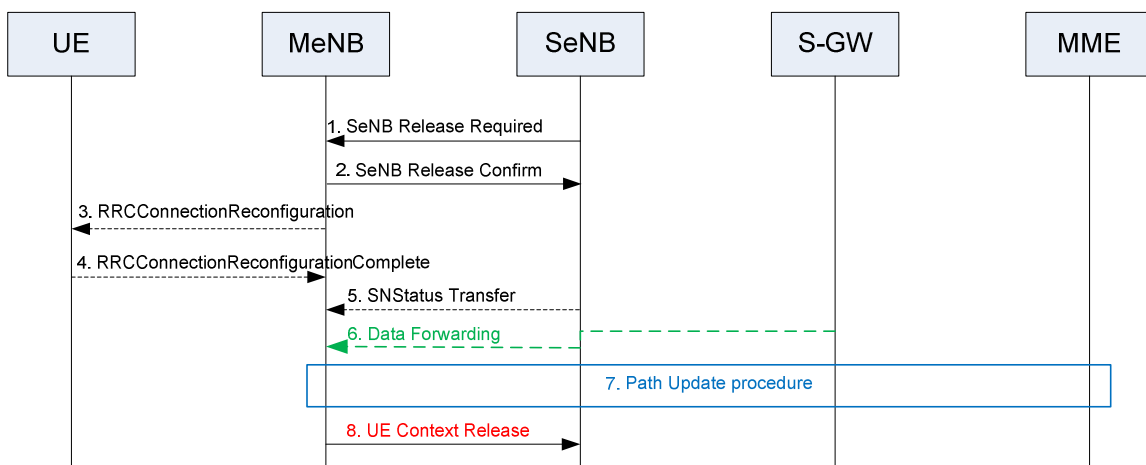 UE MeNB SeNB S-GW MME
1. SeNB Release Required
2. SeNB Release Confirm
3. RRCConnectionReconfiguration
4. RRCConnectionReconfigurationComplete
5. SNStatus Transfer
6. Data Forwarding
7. Path Update procedure
8. UE Context Release